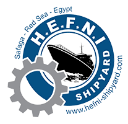 Safaga - Red Sea - Egypt
H.E.F.N.I
SHIPYARD
www.hefni-shipyard.com